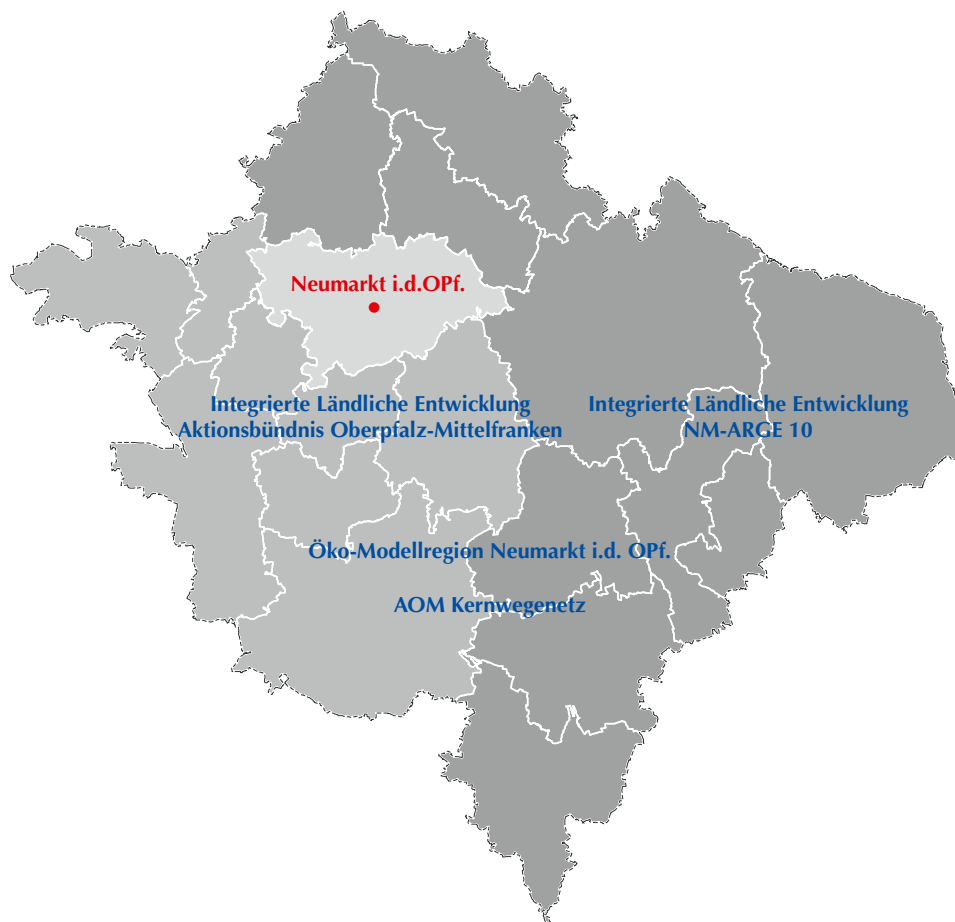 Neumarkt i.d.OPf.
Integrierte Ländliche Entwicklung
Aktionsbündnis Oberpfalz-Mittelfranken
Integrierte Ländliche Entwicklung
NM-ARGE 10
Öko-Modellregion Neumarkt i.d. OPf.
AOM Kernwegenetz